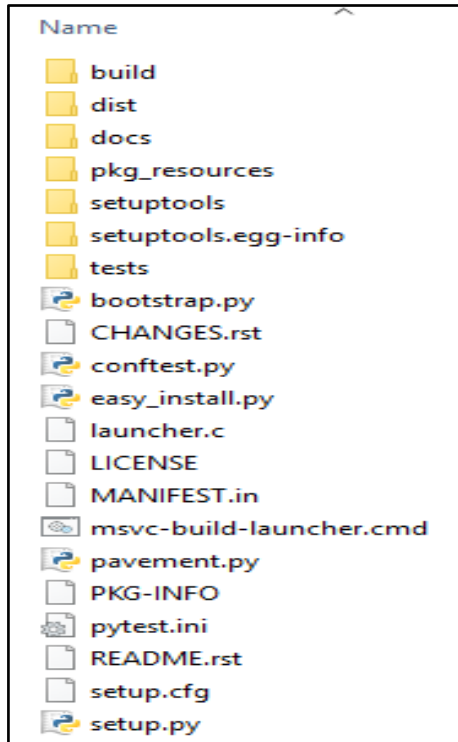 Name
build
dist
docs
pkg_resources
setuptools
setuptools.egg-info
tests
bootstrap.py
CHANGES.rst
conftest.py
easy_install.py
launcher.c
LICENSE
MANIFEST.in
msvc-build-launcher.cmd
pavement.py
PKG-INFO
pytest.ini
README.rst
setup.cfg
setup.py